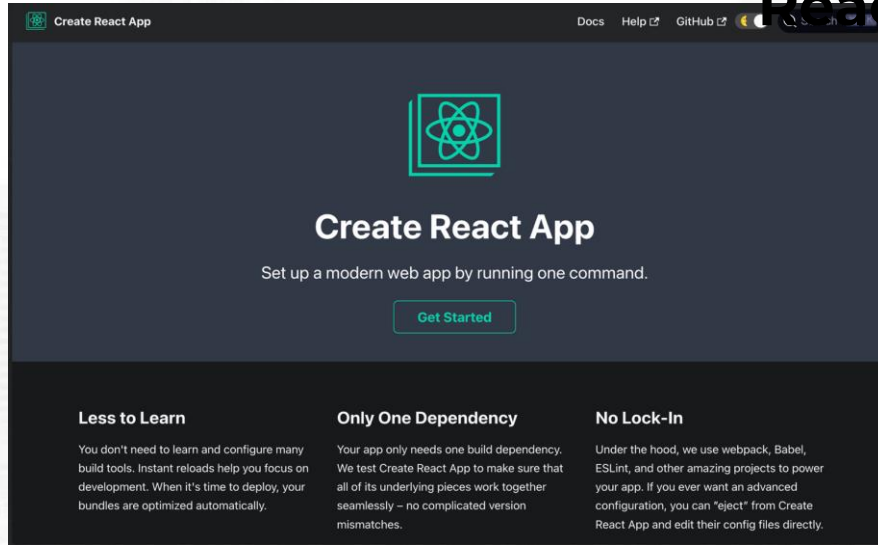 Create React App
Docs Help GitHub
Create React App
Set up a modern web app by running one command.
Get Started
Less to Learn
You don't need to learn and configure many
build tools. Instant reloads help you focus on
development. When it's time to deploy, your
bundles are optimized automatically.
Only One Dependency
Your app only needs one build dependency.
We test Create React App to make sure that
all of its underlying pieces work together
seamlessly – no complicated version
mismatches.
No Lock-In
Under the hood, we use webpack, Babel,
ESLint, and other amazing projects to power
your app. If you ever want an advanced
configuration, you can "eject" from Create
React App and edit their config files directly.